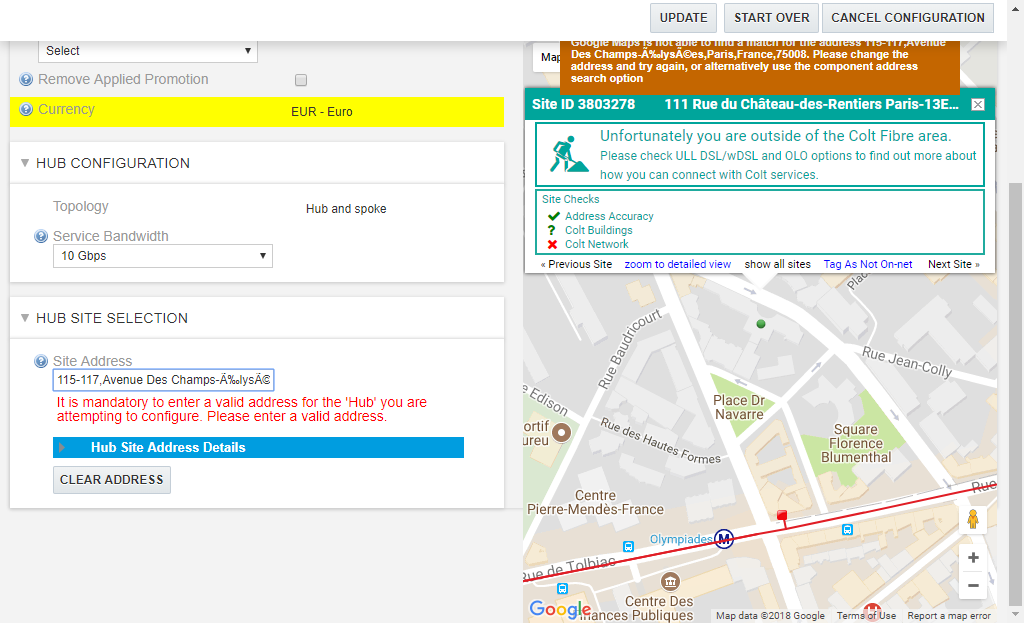 UPDATE
START OVER
CANCEL CONFIGURATION
Select
Remove Applied Promotion
Currency
EUR - Euro
HUB CONFIGURATION
Topology
Hub and spoke
Service Bandwidth
10 Gbps
HUB SITE SELECTION
Site Address
115-117,Avenue Des Champs-Ã‰lysÃ©
It is mandatory to enter a valid address for the 'Hub' you are
attempting to configure. Please enter a valid address.
Hub Site Address Details
CLEAR ADDRESS
Map
Google Maps is not able to find a match for the address 115-117,Avenue
Des Champs-Ã‰lysÃ©es,Paris,France,75008. Please change the
address and try again, or alternatively use the component address
search option
Site ID 3803278
111 Rue du Château-des-Rentiers Paris-13E...
Unfortunately you are outside of the Colt Fibre area.
Please check ULL DSL/wDSL and OLO options to find out more about
how you can connect with Colt services.
Site Checks
Address Accuracy
? Colt Buildings
Colt Network
« Previous Site
zoom to detailed view
show all sites
Tag As Not On-net
Next Site »
Place
Rue Baudricourt
Rue Jean-Colly
e Edison
Place Dr
Navarre
ortif
ureu
Rue des Hautes Formes
Square
Florence
Blumenthal
Centre
Pierre-Mendès-France
Rue
Olympiades
M
Rue de Tolbiac
Centre Des
Finances Publiques
Google
+
−
Map data ©2018 Google
Terms of Use
Report a map error